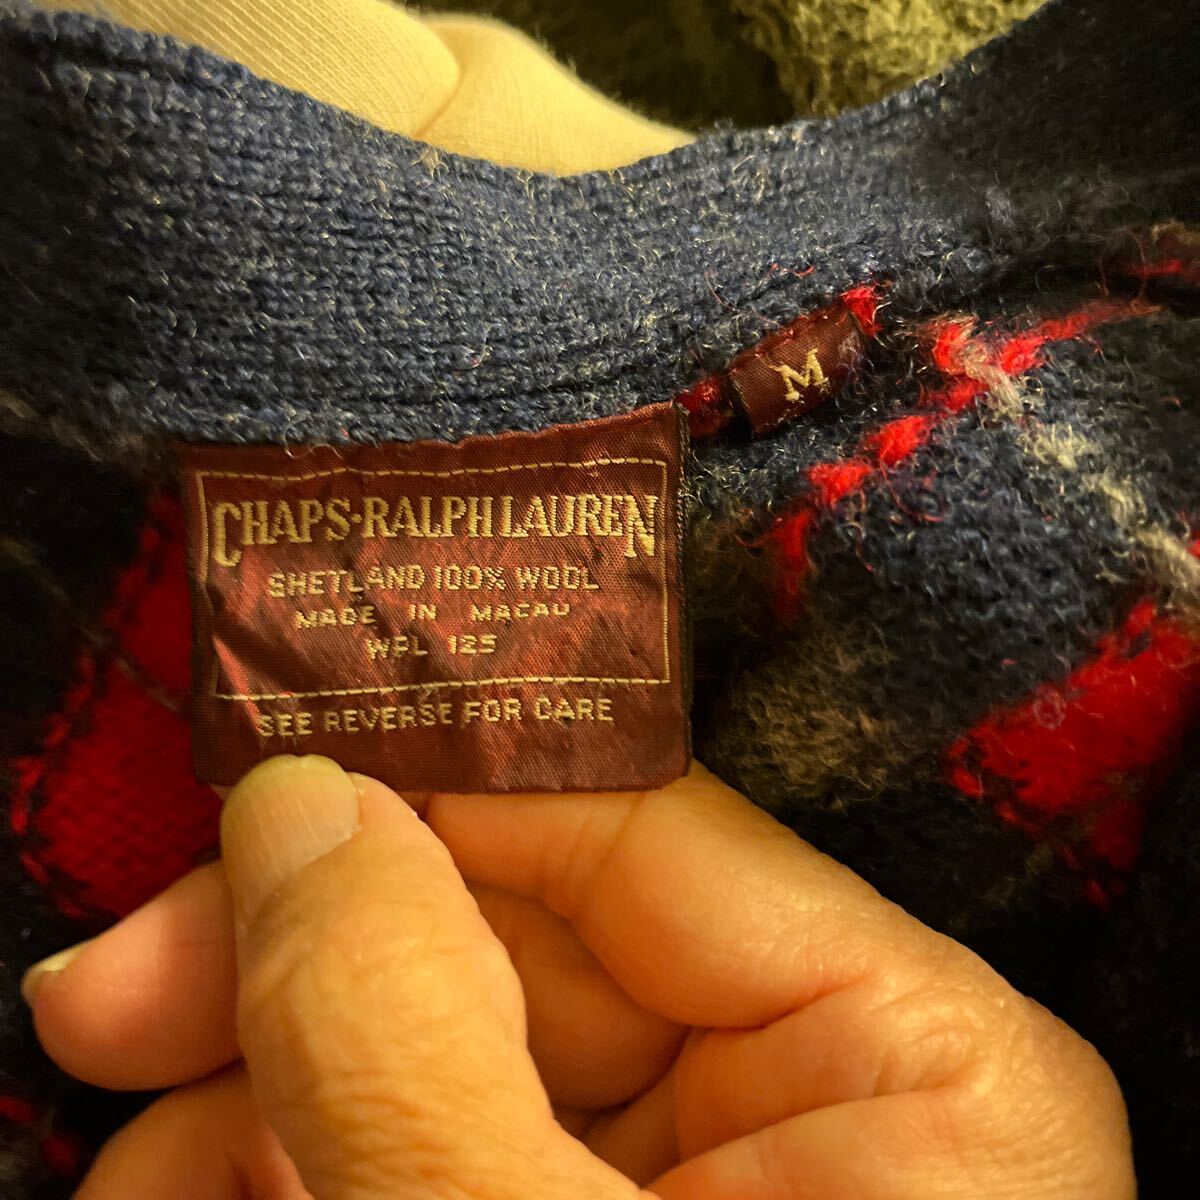 M
CHAPS·RALPH LAUREN
SHETLAND 100% WOOL
MADE IN MACAU
WPL 125
SEE REVERSE FOR CARE